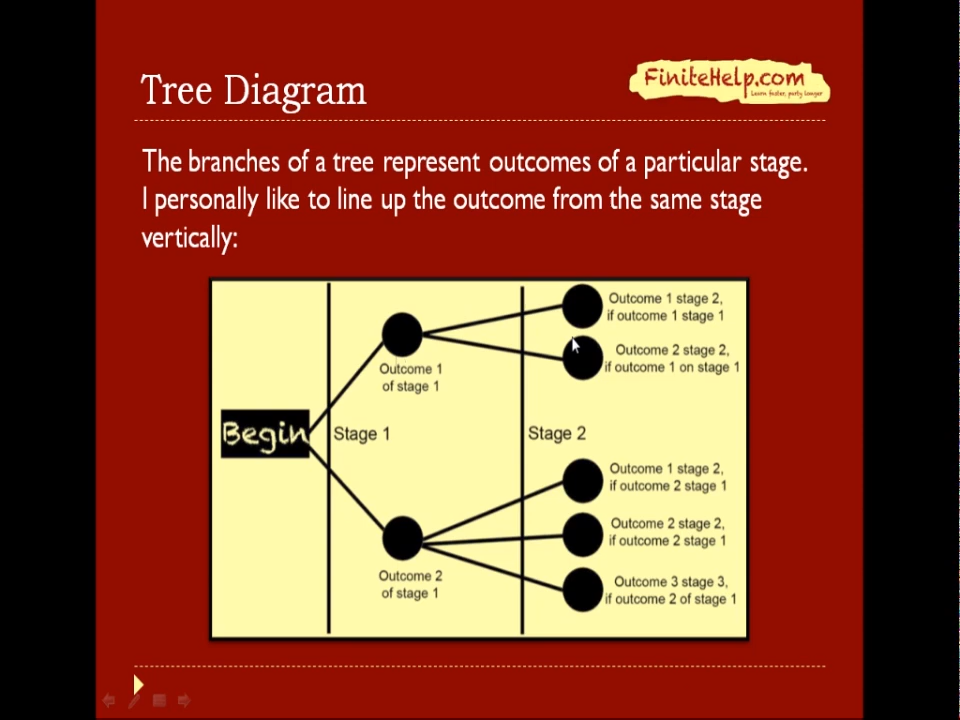 Tree Diagram
FiniteHelp.com
Learn faster, party longer
The branches of a tree represent outcomes of a particular stage.
I personally like to line up the outcome from the same stage
vertically:
Outcome 1 stage 2,
if outcome 1 stage 1
Outcome 2 stage 2,
if outcome 1 on stage 1
Outcome 1
of stage 1
Begin
Stage 1
Stage 2
Outcome 1 stage 2,
if outcome 2 stage 1
Outcome 2 stage 2,
if outcome 2 stage 1
Outcome 2
of stage 1
Outcome 3 stage 3,
if outcome 2 of stage 1